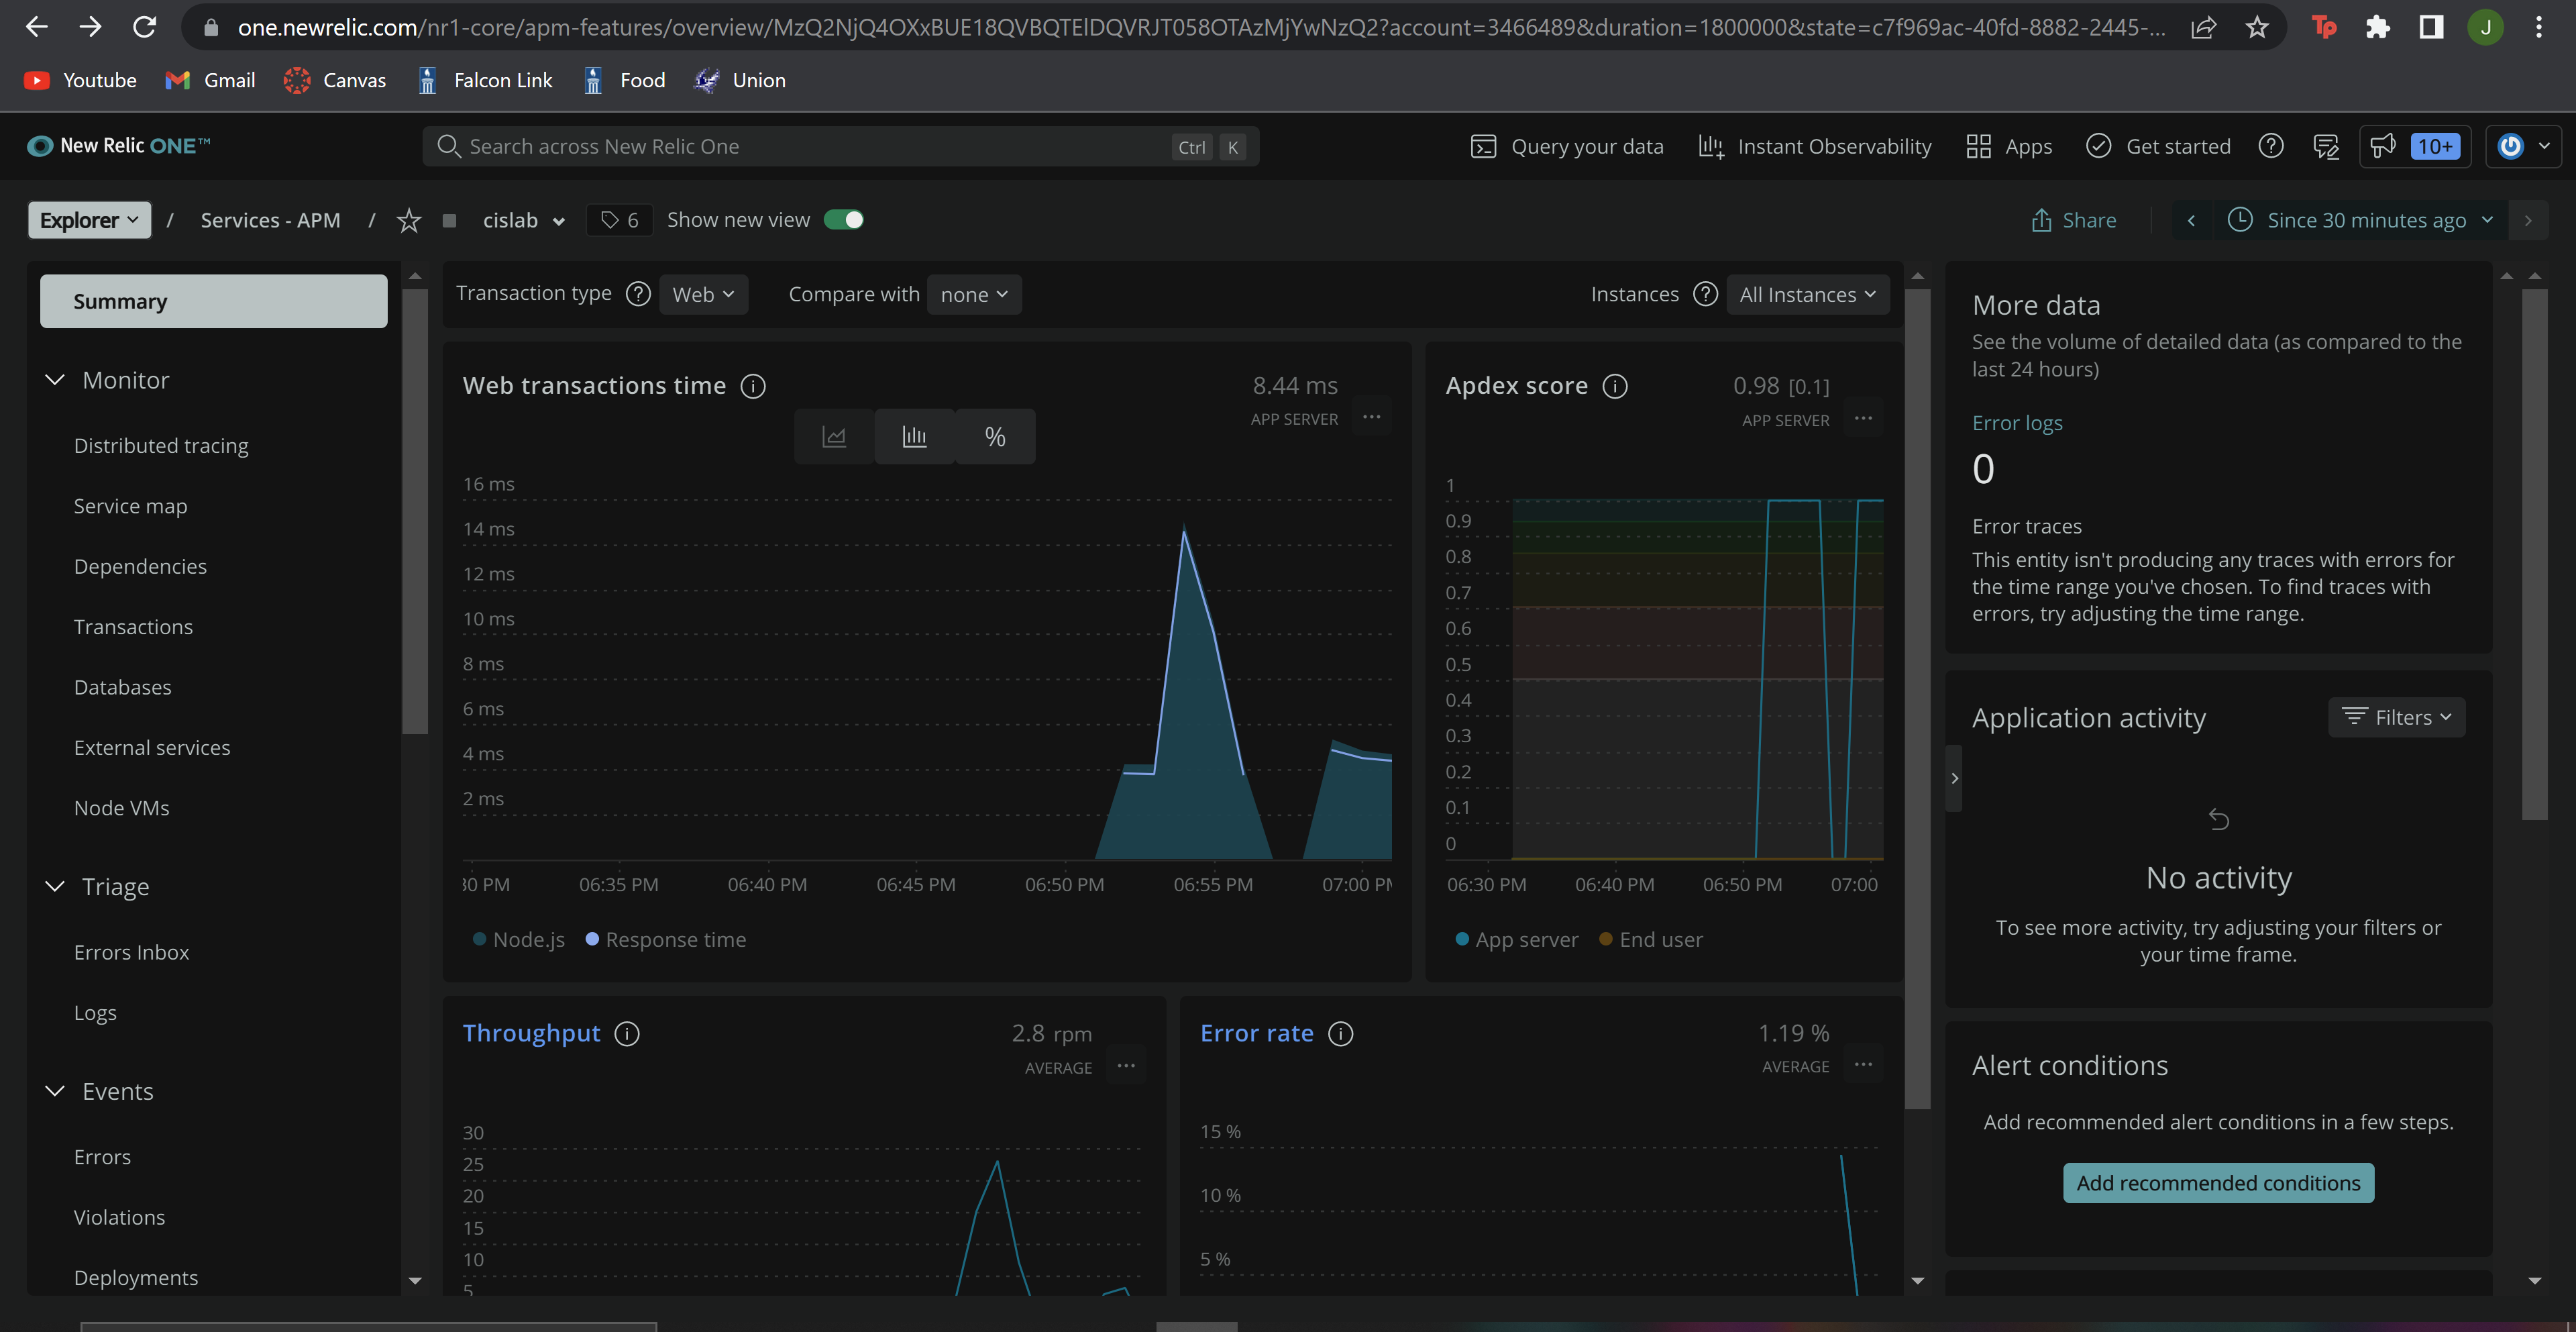 one.newrelic.com/nr1-core/apm-features/overview/MzQ2NjQ4OXxBUE18QVBQTElDQVRJT058OTAzMjYwNzQ2?account=3466489&duration=1800000&state=c7f969ac-40fd-8882-2445-...
Tp
J
Youtube
Gmail
Canvas
Falcon Link
Food
Union
New Relic ONE™
Search across New Relic One
Ctrl K
Query your data
Instant Observability
Apps
Get started
10+
Explorer
/ Services - APM /
cislab
6
Show new view
Share
Since 30 minutes ago
Summary
Monitor
Distributed tracing
Service map
Dependencies
Transactions
Databases
External services
Node VMs
Triage
Errors Inbox
Logs
Events
Errors
Violations
Deployments
Transaction type
Web
Compare with
none
Instances
All Instances
Web transactions time
8.44 ms
APP SERVER
%
16 ms
14 ms
12 ms
10 ms
8 ms
6 ms
4 ms
2 ms
30 PM 06:35 PM 06:40 PM 06:45 PM 06:50 PM 06:55 PM 07:00 PM
Node.js
Response time
Apdex score
0.98 [0.1]
APP SERVER
1
0.9
0.8
0.7
0.6
0.5
0.4
0.3
0.2
0.1
0
06:30 PM 06:40 PM 06:50 PM 07:00
App server
End user
Throughput
2.8 rpm
AVERAGE
30
25
20
15
10
5
Error rate
1.19 %
AVERAGE
15 %
10 %
5 %
More data
See the volume of detailed data (as compared to the
last 24 hours)
Error logs
0
Error traces
This entity isn't producing any traces with errors for
the time range you've chosen. To find traces with
errors, try adjusting the time range.
Application activity
Filters
No activity
To see more activity, try adjusting your filters or
your time frame.
Alert conditions
Add recommended alert conditions in a few steps.
Add recommended conditions